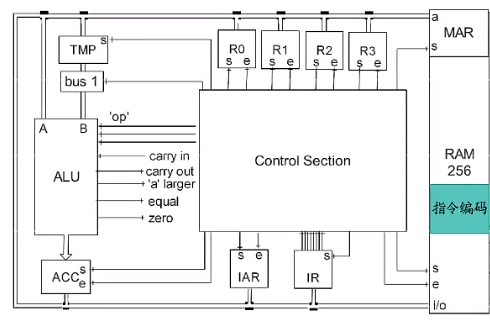 a
MAR
s
TMP
s
R0
s e
R1
s e
R2
s e
R3
s e
bus 1
A B
'op'
ALU
carry in
carry out
'a' larger
equal
zero
Control Section
RAM
256
指令编码
ACC
s
e
s e
IAR
s
IR
s
e
i/o